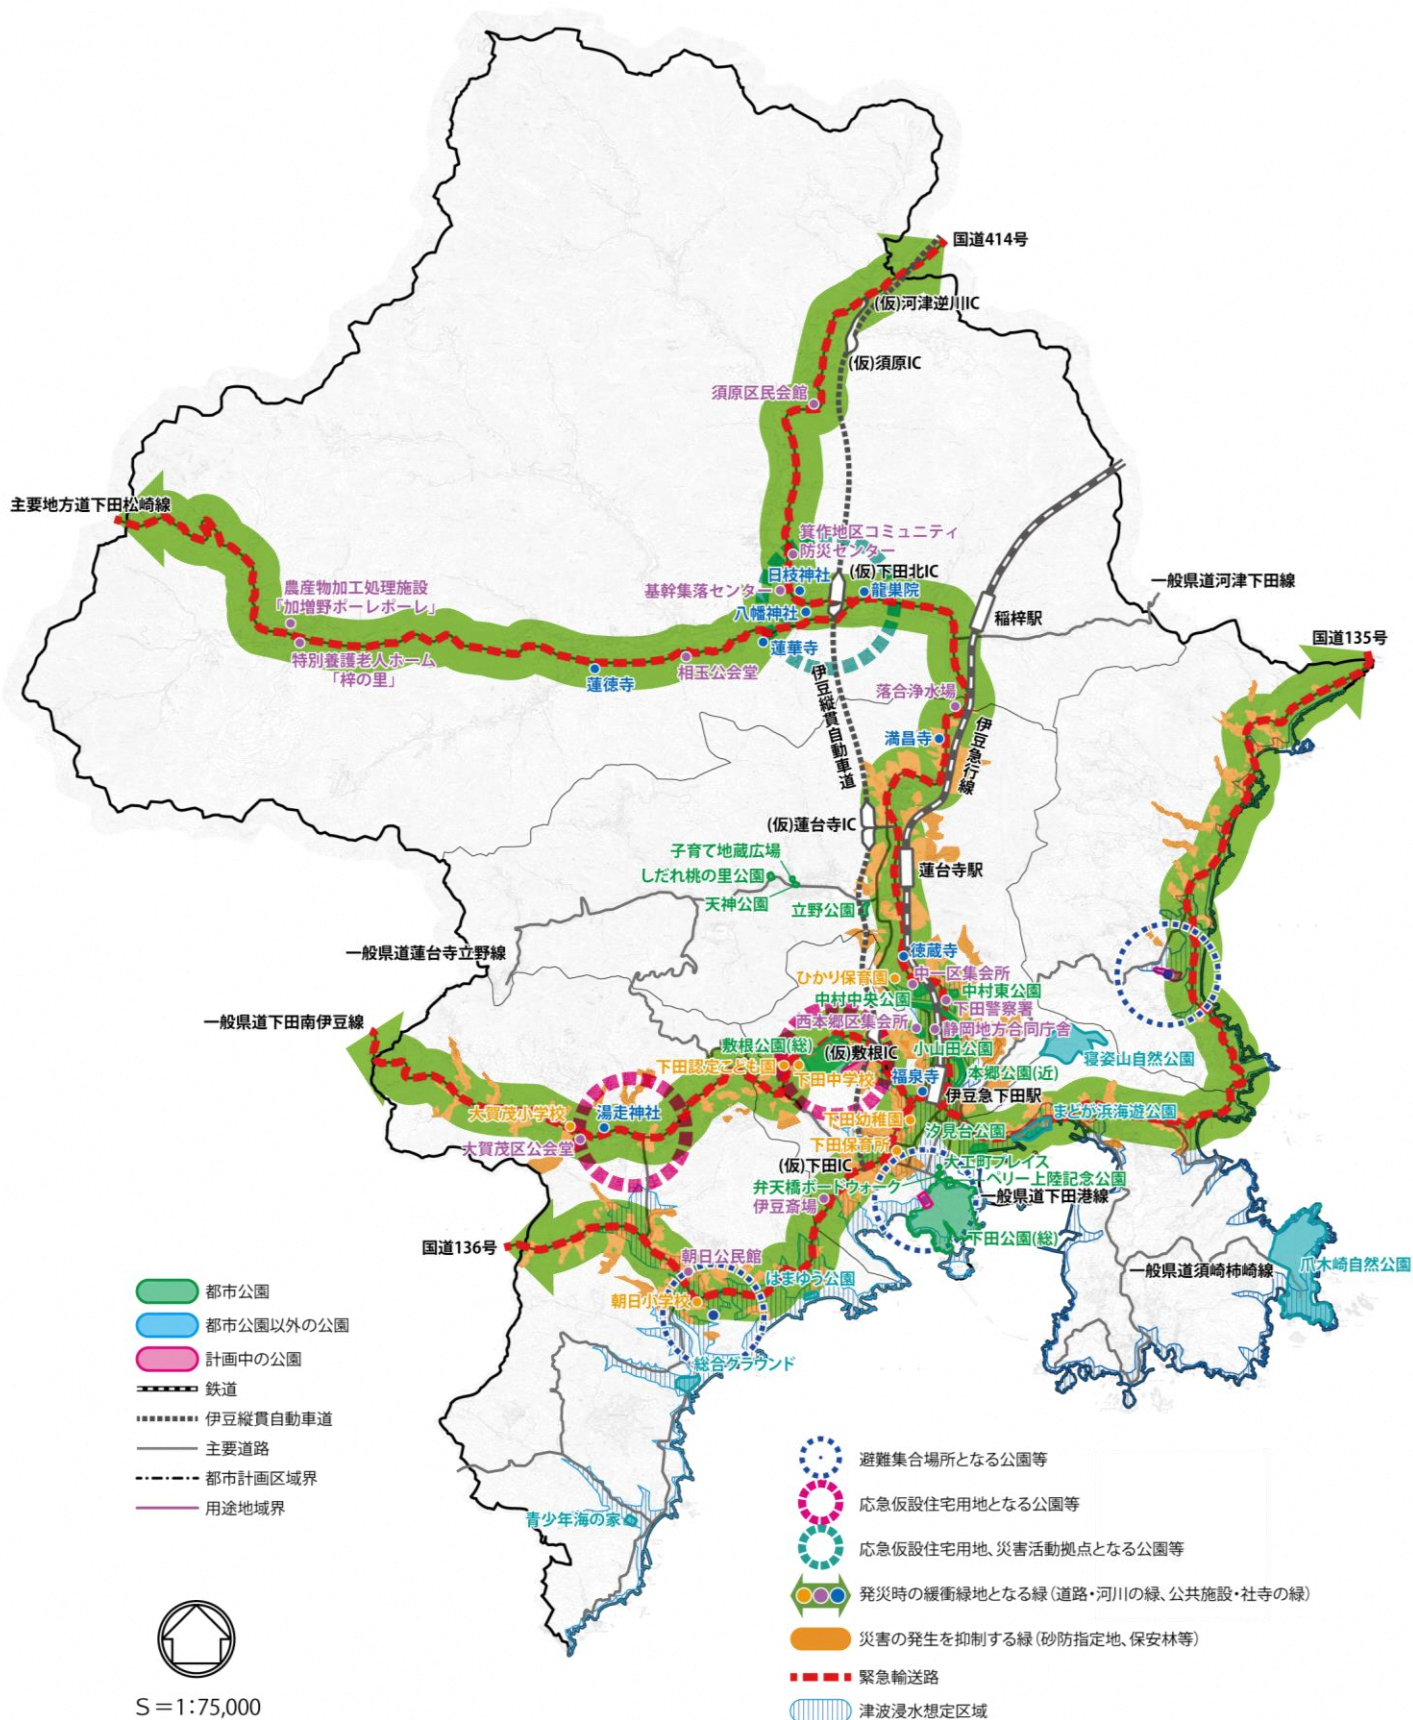 国道414号
(仮)河津逆川IC
(仮)須原IC
須原区民会館
主要地方道下田松崎線
箕作地区コミュニティ
防災センター
日枝神社
(仮)下田北IC
基幹集落センター
龍巣院
八幡神社
農産物加工処理施設
「加増野ポーレポーレ」
一般県道河津下田線
稲梓駅
国道135号
蓮華寺
特別養護老人ホーム
「梓の里」
相玉公会堂
蓮徳寺
伊豆縦貫自動車道
落合浄水場
満昌寺
伊豆急行線
(仮)蓮台寺IC
子育て地蔵広場
しだれ桃の里公園
天神公園
立野公園
蓮台寺駅
一般県道蓮台寺立野線
徳蔵寺
ひかり保育園
中一区集会所
中村中央公園
中村東公園
下田警察署
一般県道下田南伊豆線
西本郷区集会所
静岡地方合同庁舎
敷根公園(総)
(仮)敷根IC
小山田公園
寝姿山自然公園
下田認定こども園
下田中学校
福泉寺
本郷公園(近)
伊豆急下田駅
大賀茂小学校
湯走神社
まとが浜海遊公園
下田幼稚園
汐見台公園
大賀茂区公会堂
下田保育所
(仮)下田IC
大工町プレイス
弁天橋ボードウォーク
ペリー上陸記念公園
伊豆斎場
一般県道下田港線
国道136号
下田公園(総)
朝日公民館
はまゆう公園
一般県道須崎柿崎線
爪木崎自然公園
朝日小学校
総合グラウンド
青少年海の家
都市公園
都市公園以外の公園
計画中の公園
鉄道
伊豆縦貫自動車道
主要道路
都市計画区域界
用途地域界
S＝1：75,000
避難集合場所となる公園等
応急仮設住宅用地となる公園等
応急仮設住宅用地、災害活動拠点となる公園等
発災時の緩衝緑地となる緑（道路・河川の緑、公共施設・社寺の緑）
災害の発生を抑制する緑（砂防指定地、保安林等）
緊急輸送路
津波浸水想定区域